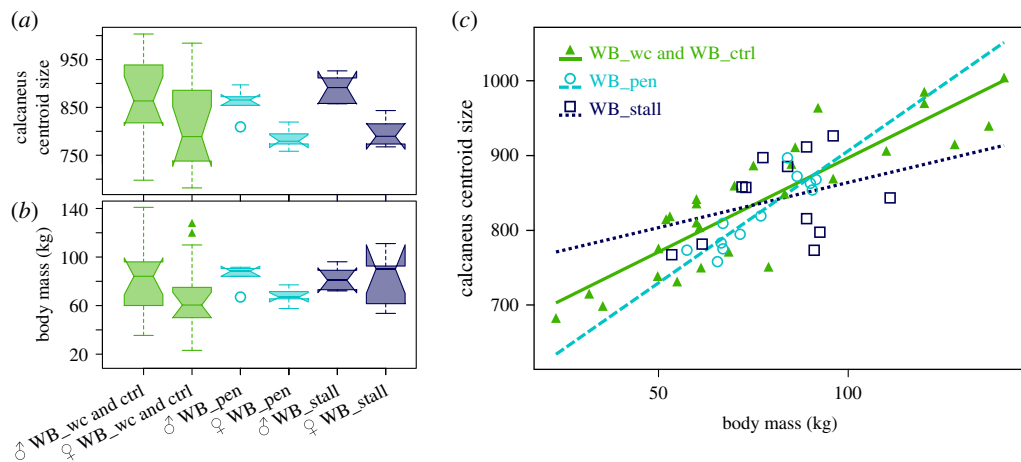 (a)
calcaneus
centroid size
950
850
750
(b)
body mass (kg)
140
100
60
20
♂ WB_wc and ctrl
♀ WB_wc and ctrl
♂ WB_pen
♀ WB_pen
♂ WB_stall
♀ WB_stall
(c)
WB_wc and WB_ctrl
WB_pen
WB_stall
calcaneus centroid size
1000
900
800
700
50 100
body mass (kg)